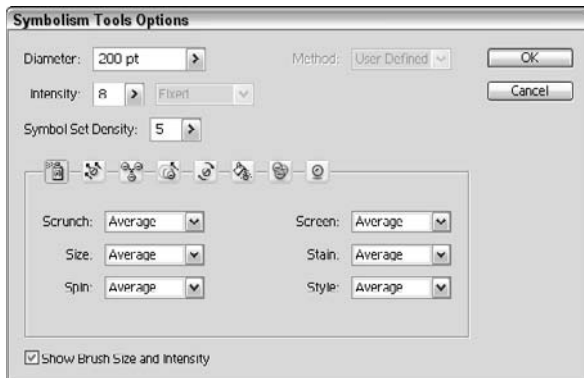 Symbolism Tools Options
Diameter: 200 pt
Method: User Defined
OK
Intensity: 8
Fixed
Cancel
Symbol Set Density: 5
Scrunch: Average
Screen: Average
Size: Average
Stain: Average
Spin: Average
Style: Average
Show Brush Size and Intensity